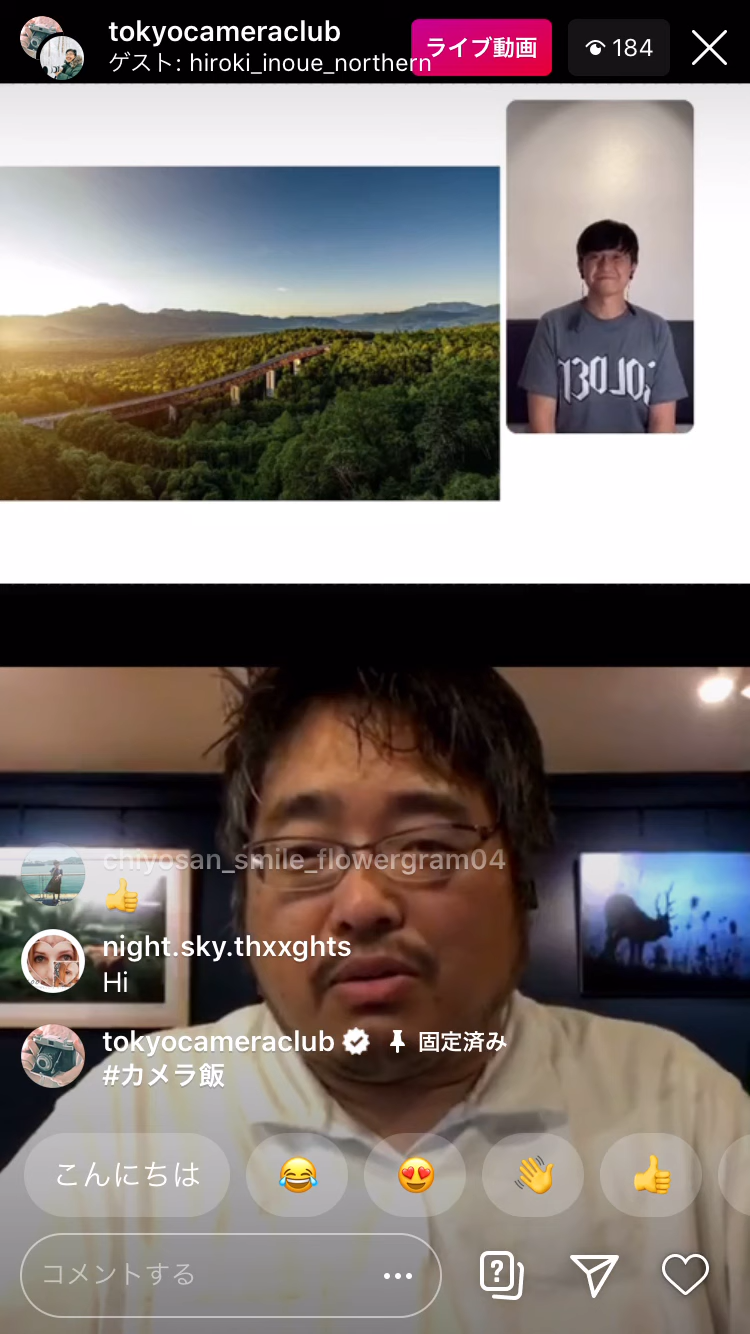 tokyocameraclub
ゲスト: hiroki_inoue_northern
ライブ動画
184
chiyosan_smile_flowergram04
👍
night.sky.thxxghts
Hi
tokyocameraclub 固定済み
#カメラ飯
こんにちは 😂 😍 👋 👍
コメントする